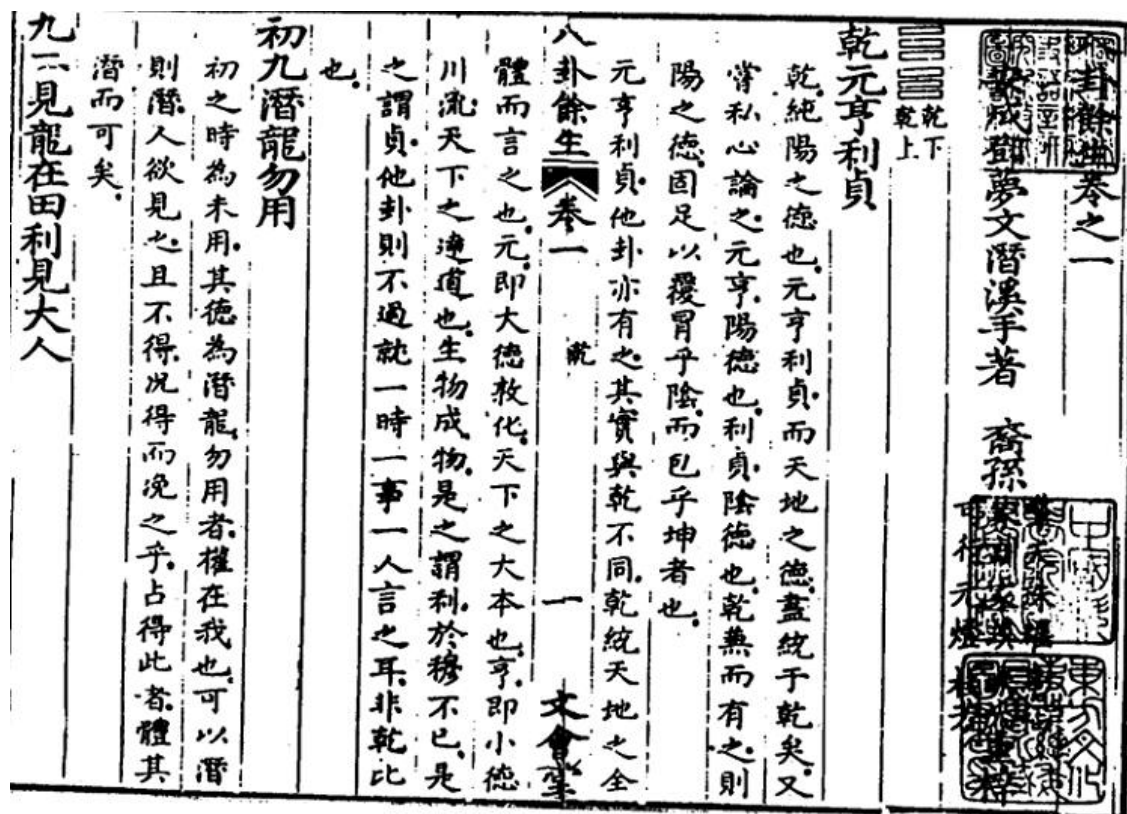 八卦餘生卷之一
安成鄧夢文潛溪手著 裔孫
乾下
乾上
乾元亨利貞
乾純陽之德也元亨利貞而天地之德盡統于乾矣又
嘗私心論之元亨陽德也利貞陰德也乾蕪而有之則
陽之德固足以覆冒乎陰而包乎坤者也
元亨利貞他卦亦有之其實與乾不同乾統天地之全
八卦餘生 卷一 乾 一 文會堂
體而言之也元即大德敦化天下之大本也亨即小德
川流天下之達道也生物成物是之謂利於穆不已是
之謂貞他卦則不過就一時一事一人言之耳非乾比
也
初九潛龍勿用
初之時為未用其德為潛龍勿用者權在我也可以潛
則潛人欲見之且不得況得而浼之乎占得此者體其
潛而可矣
九二見龍在田利見大人